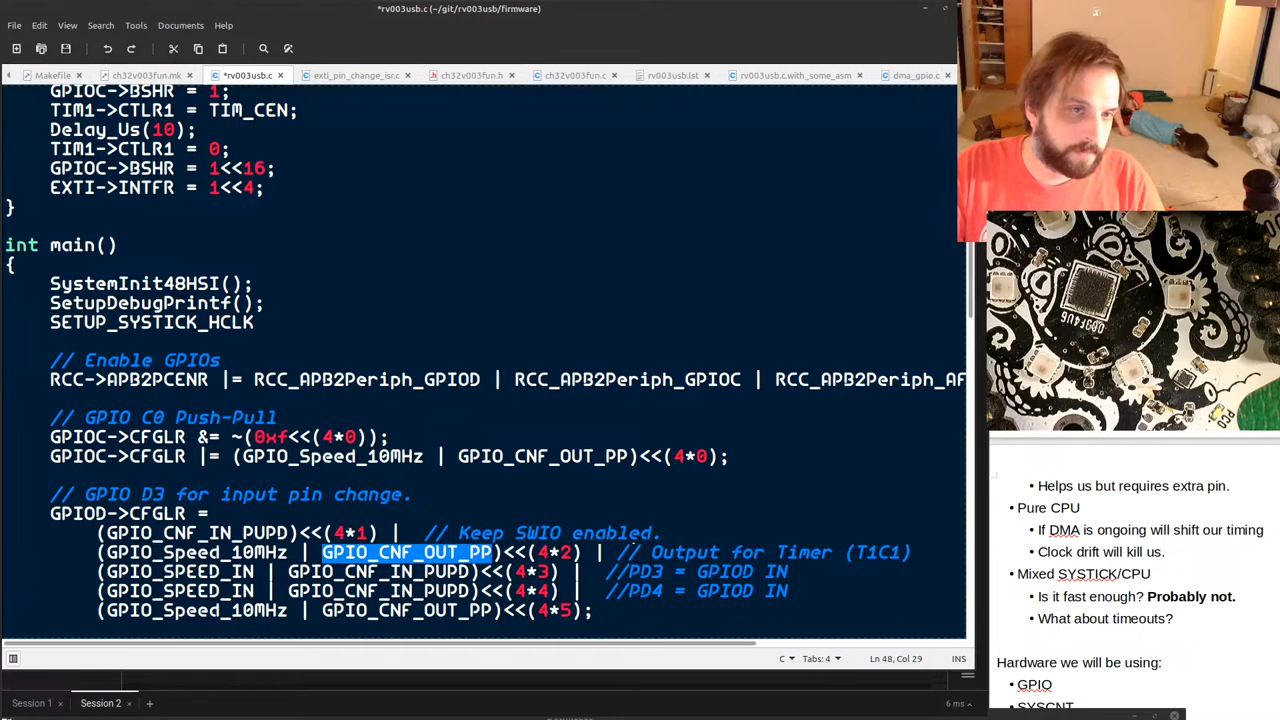 *rv003usb.c (~/git/rv003usb/firmware)
File Edit View Search Tools Documents Help
Makefile × ch32v003fun.mk × *rv003usb.c × exti_pin_change_isr.c × ch32v003fun.h × ch32v003fun.c × rv003usb.lst × rv003usb.c.with_some_asm × dma_gpio.c ×
GPIOC->BSHR = 1;
TIM1->CTLR1 = TIM_CEN;
Delay_Us(10);
TIM1->CTLR1 = 0;
GPIOC->BSHR = 1<<16;
EXTI->INTFR = 1<<4;
}
int main()
{
SystemInit48HSI();
SetupDebugPrintf();
SETUP_SYSTICK_HCLK
// Enable GPIOs
RCC->APB2PCENR |= RCC_APB2Periph_GPIOD | RCC_APB2Periph_GPIOC | RCC_APB2Periph_AF
// GPIO C0 Push-Pull
GPIOC->CFGLR &= ~(0xf<<(4*0));
GPIOC->CFGLR |= (GPIO_Speed_10MHz | GPIO_CNF_OUT_PP)<<(4*0);
// GPIO D3 for input pin change.
GPIOD->CFGLR =
(GPIO_CNF_IN_PUPD)<<(4*1) | // Keep SWIO enabled.
(GPIO_Speed_10MHz | GPIO_CNF_OUT_PP)<<(4*2) | // Output for Timer (T1C1)
(GPIO_SPEED_IN | GPIO_CNF_IN_PUPD)<<(4*3) | //PD3 = GPIOD IN
(GPIO_SPEED_IN | GPIO_CNF_IN_PUPD)<<(4*4) | //PD4 = GPIOD IN
(GPIO_Speed_10MHz | GPIO_CNF_OUT_PP)<<(4*5);
C Tabs: 4 Ln 48, Col 29 INS
Session 1 × Session 2 × + 6 ms
• Helps us but requires extra pin.
• Pure CPU
• If DMA is ongoing will shift our timing
• Clock drift will kill us.
• Mixed SYSTICK/CPU
• Is it fast enough? Probably not.
• What about timeouts?
Hardware we will be using:
• GPIO
• SYSCNT